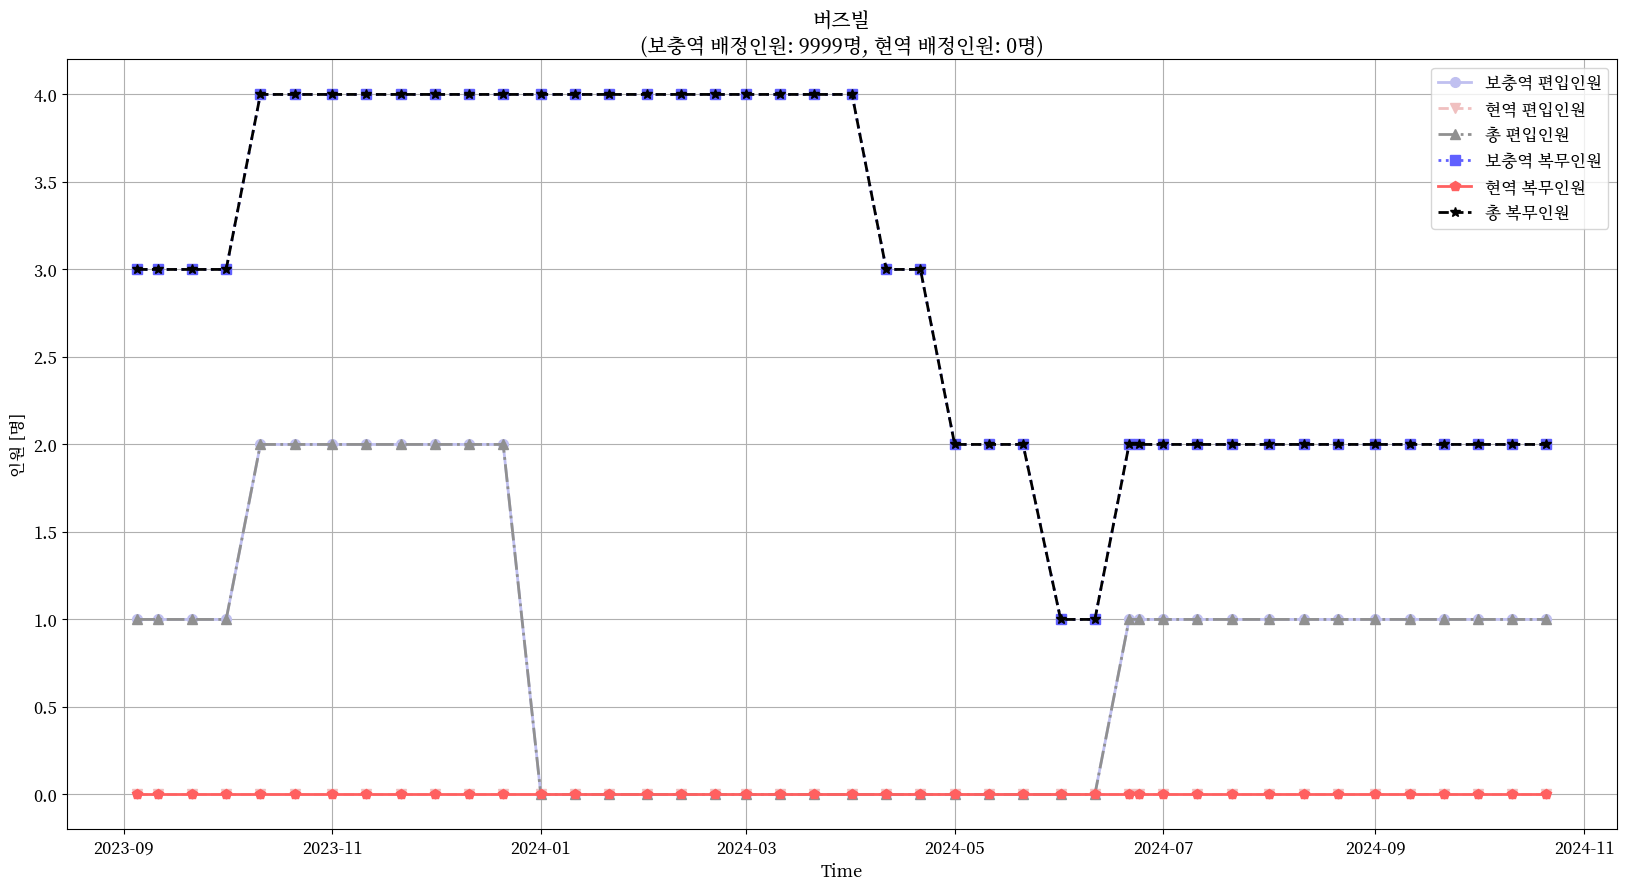 버즈빌
(보충역 배정인원: 9999명, 현역 배정인원: 0명)
보충역 편입인원
현역 편입인원
총 편입인원
보충역 복무인원
현역 복무인원
총 복무인원
4.0
3.5
3.0
2.5
2.0
1.5
1.0
0.5
0.0
인원 [명]
2023-09 2023-11 2024-01 2024-03 2024-05 2024-07 2024-09 2024-11
Time